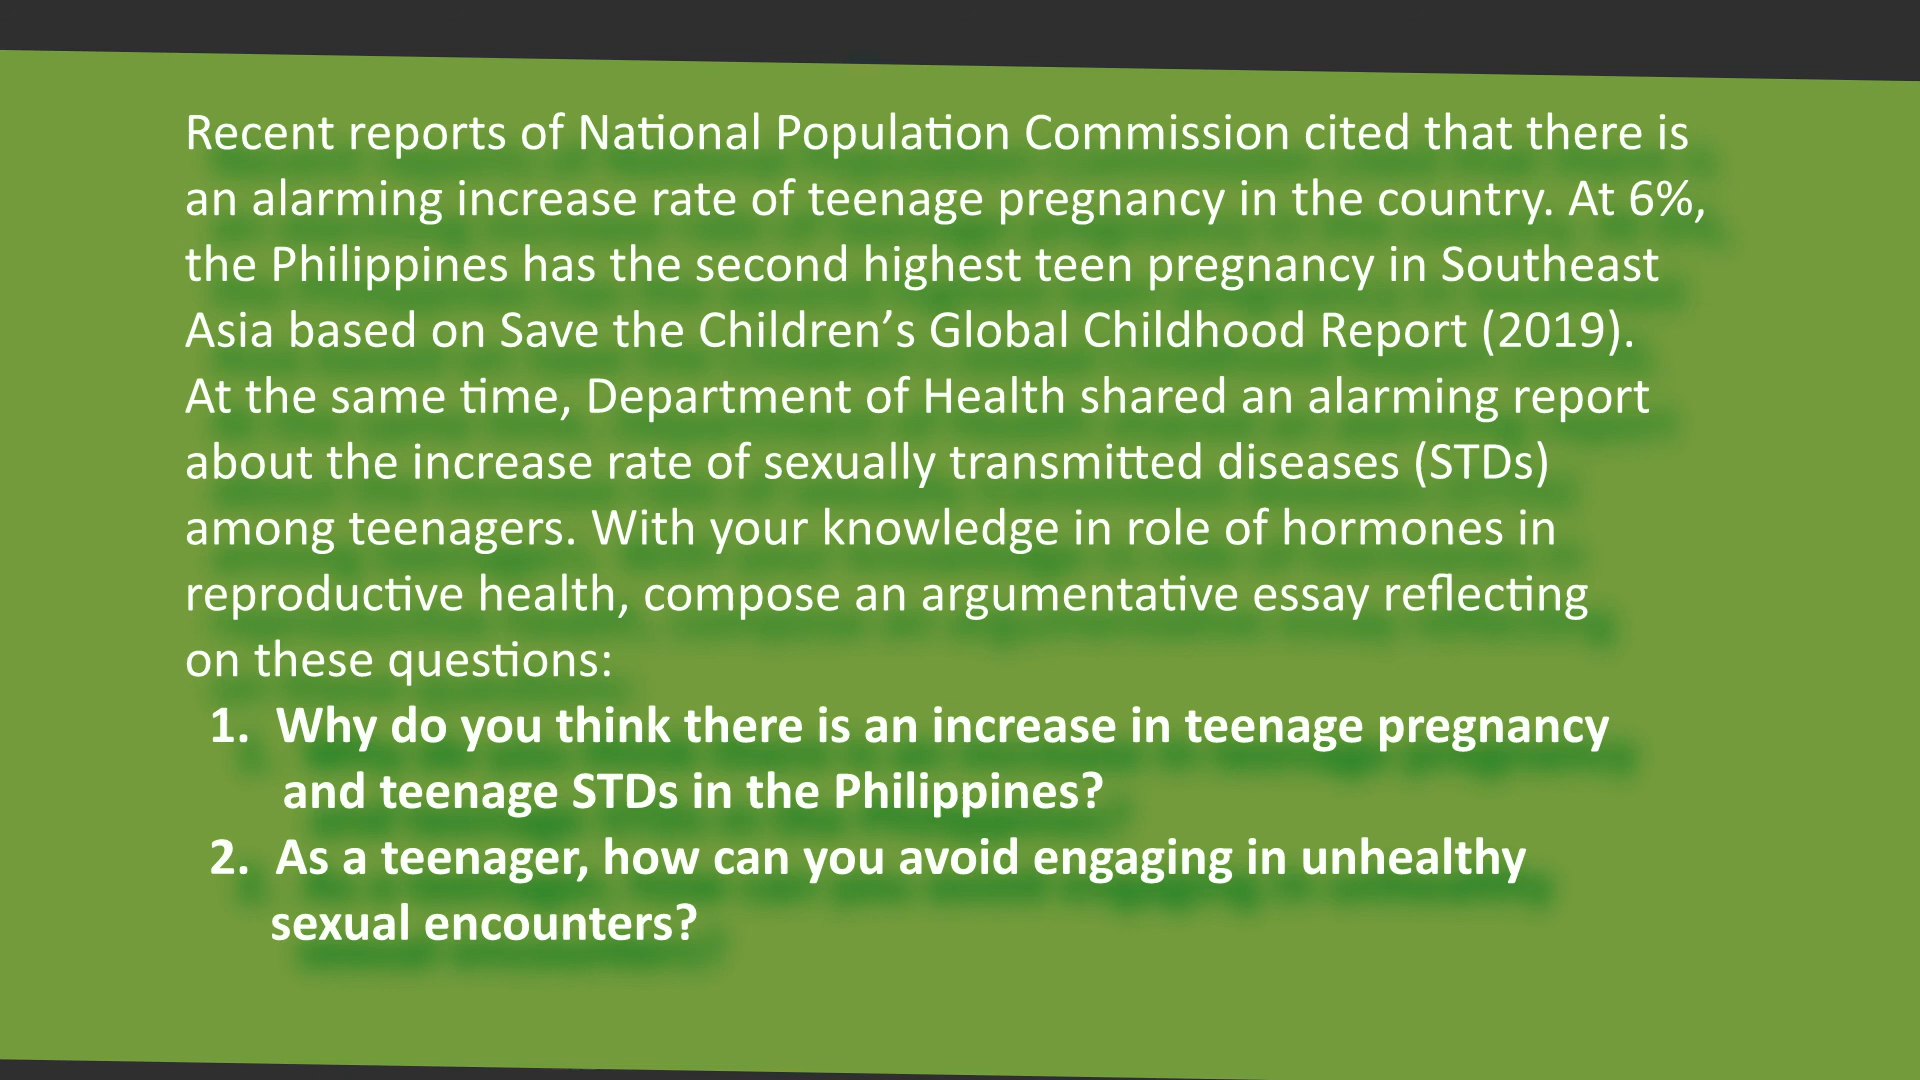 Recent reports of National Population Commission cited that there is
an alarming increase rate of teenage pregnancy in the country. At 6%,
the Philippines has the second highest teen pregnancy in Southeast
Asia based on Save the Children’s Global Childhood Report (2019).
At the same time, Department of Health shared an alarming report
about the increase rate of sexually transmitted diseases (STDs)
among teenagers. With your knowledge in role of hormones in
reproductive health, compose an argumentative essay reflecting
on these questions:
1. Why do you think there is an increase in teenage pregnancy
and teenage STDs in the Philippines?
2. As a teenager, how can you avoid engaging in unhealthy
sexual encounters?